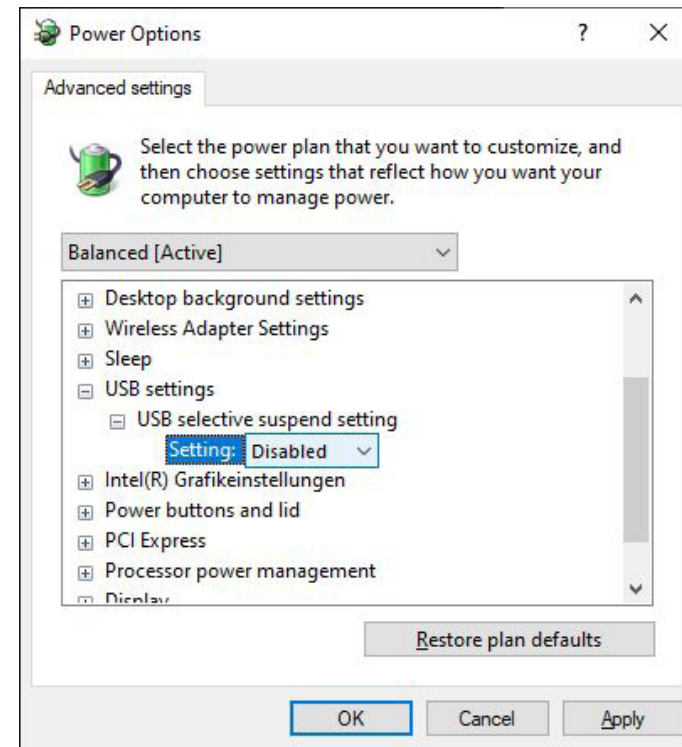 Power Options
?
Advanced settings
Select the power plan that you want to customize, and
then choose settings that reflect how you want your
computer to manage power.
Balanced [Active]
Desktop background settings
Wireless Adapter Settings
Sleep
USB settings
USB selective suspend setting
Setting: Disabled
Intel(R) Grafikeinstellungen
Power buttons and lid
PCI Express
Processor power management
Display
Restore plan defaults
OK Cancel Apply